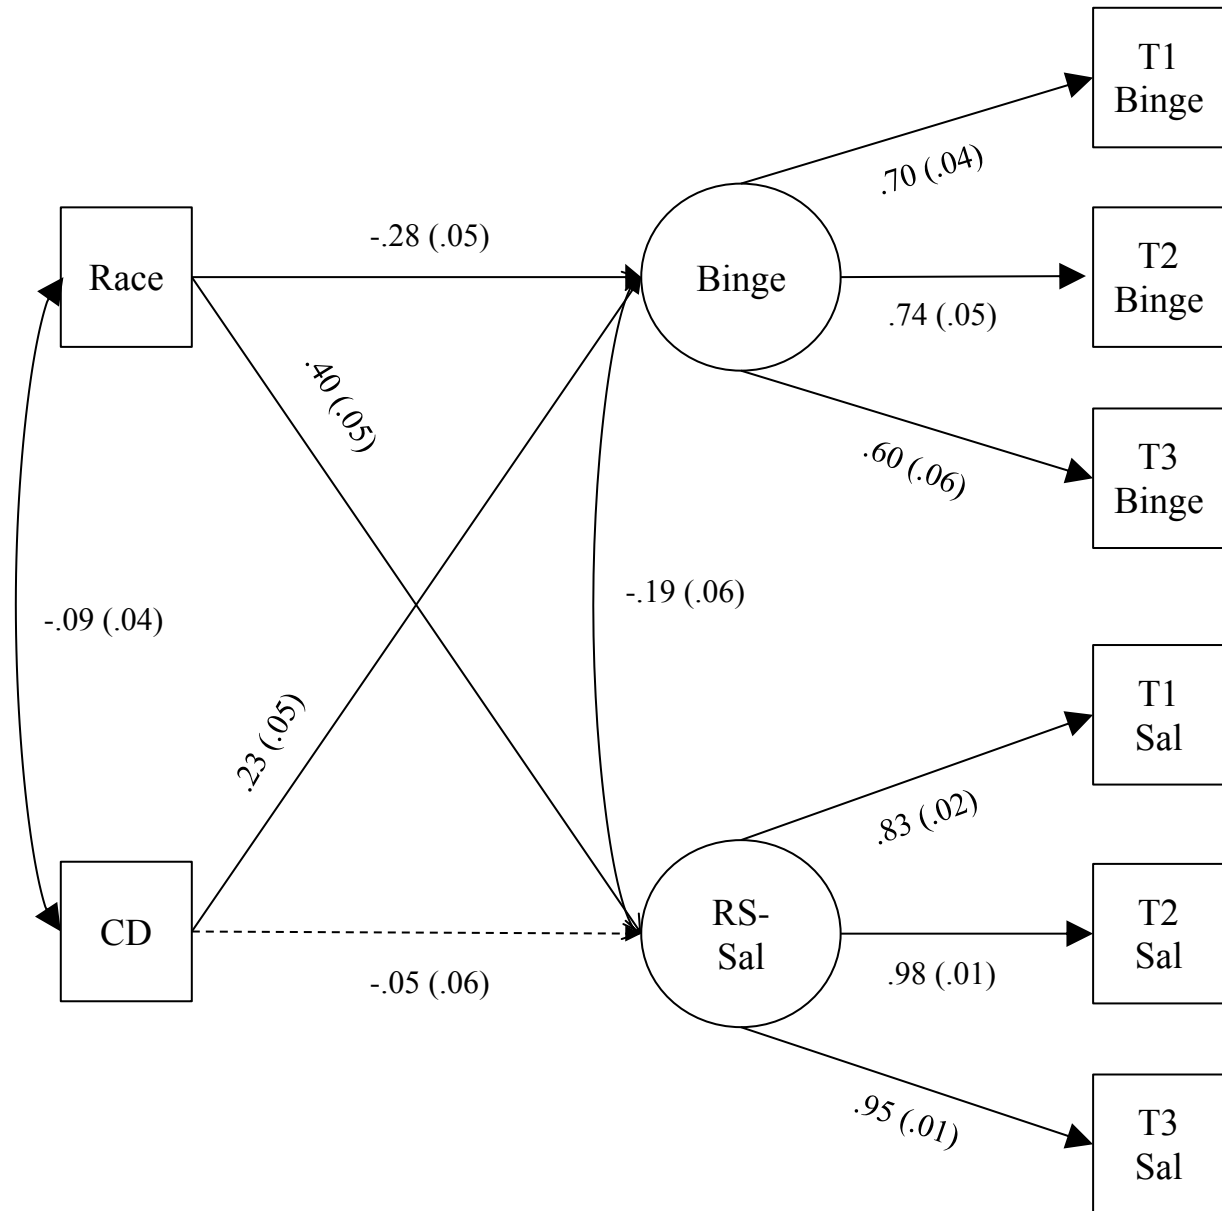 T1
Binge
.70 (.04)
-.28 (.05)
Race
Binge
T2
Binge
.74 (.05)
.40 (.05)
.60 (.06)
T3
Binge
-.19 (.06)
-.09 (.04)
.23 (.05)
T1
Sal
.83 (.02)
CD
RS-
Sal
T2
Sal
-.05 (.06)
.98 (.01)
.95 (.01)
T3
Sal